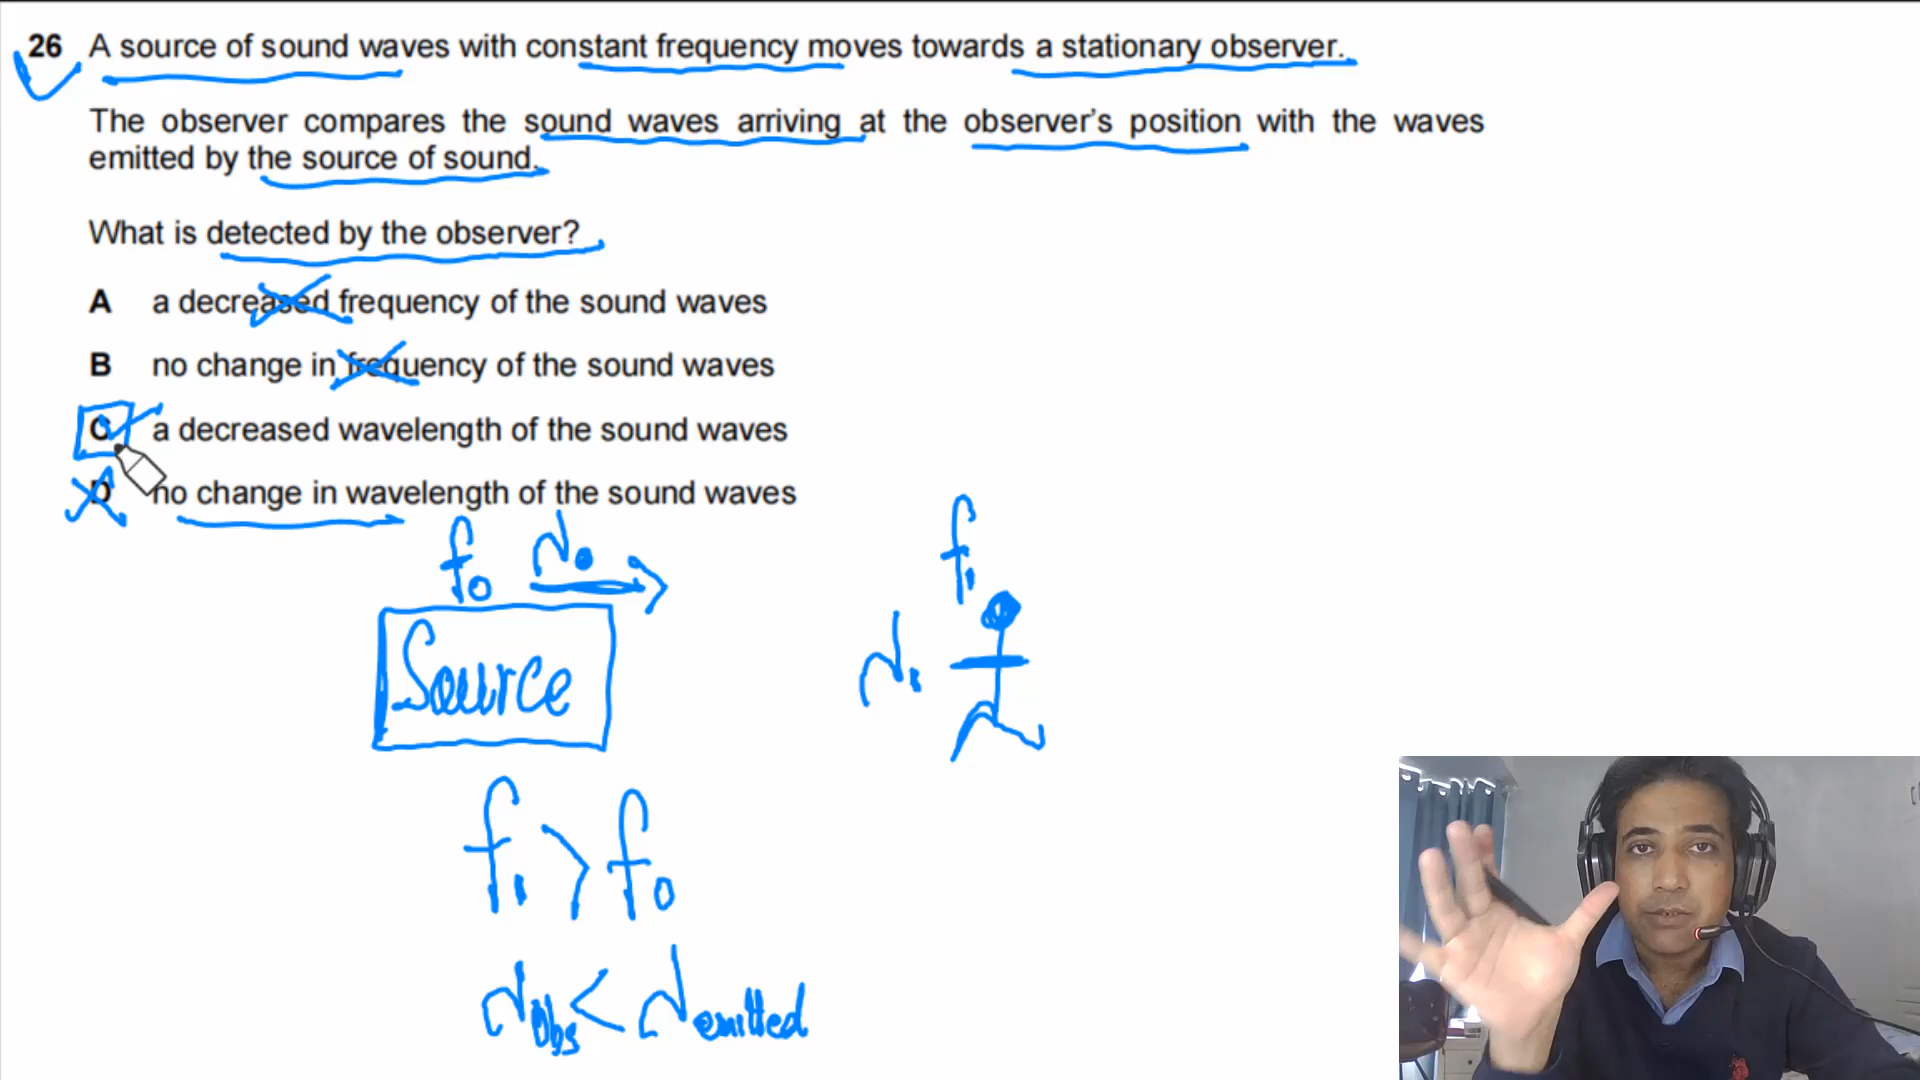 26 A source of sound waves with constant frequency moves towards a stationary observer.
The observer compares the sound waves arriving at the observer's position with the waves
emitted by the source of sound.
What is detected by the observer?
A a decreased frequency of the sound waves
B no change in frequency of the sound waves
C a decreased wavelength of the sound waves
D no change in wavelength of the sound waves
f₀ λ₀
f₁
Source
λ₁
f₁ > f₀
λobs < λemitted